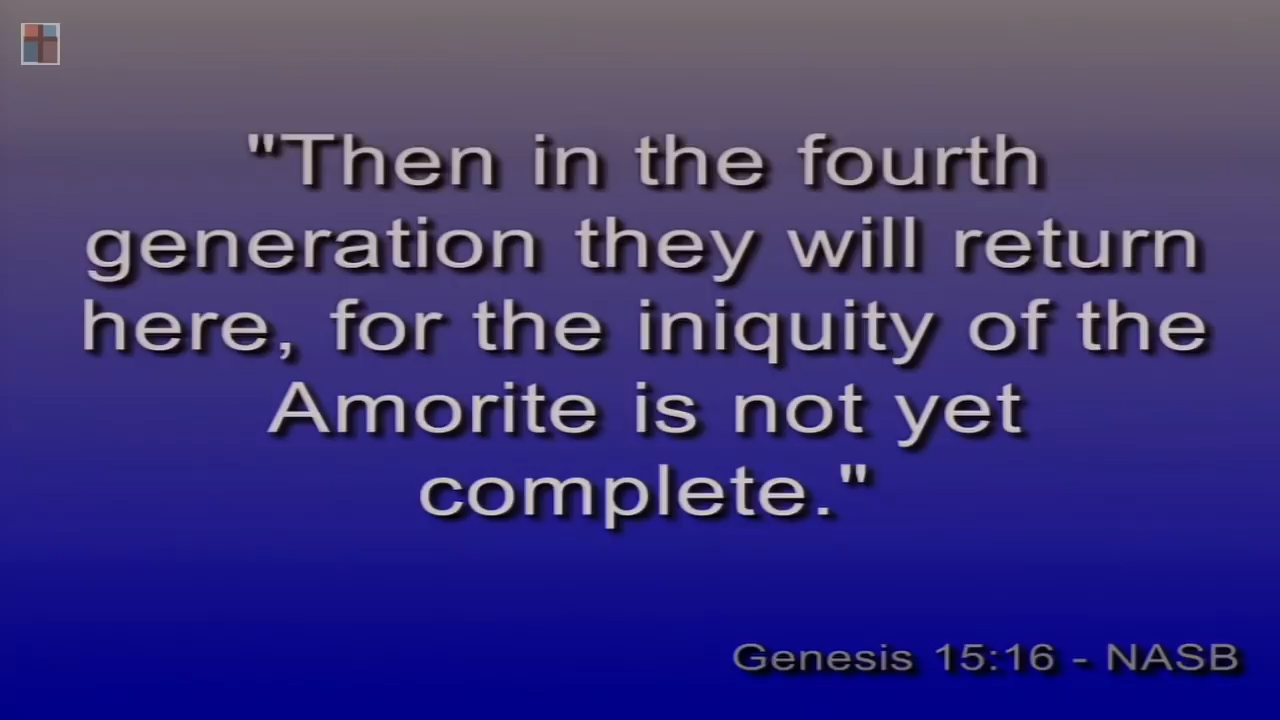 "Then in the fourth
generation they will return
here, for the iniquity of the
Amorite is not yet
complete."
Genesis 15:16 - NASB